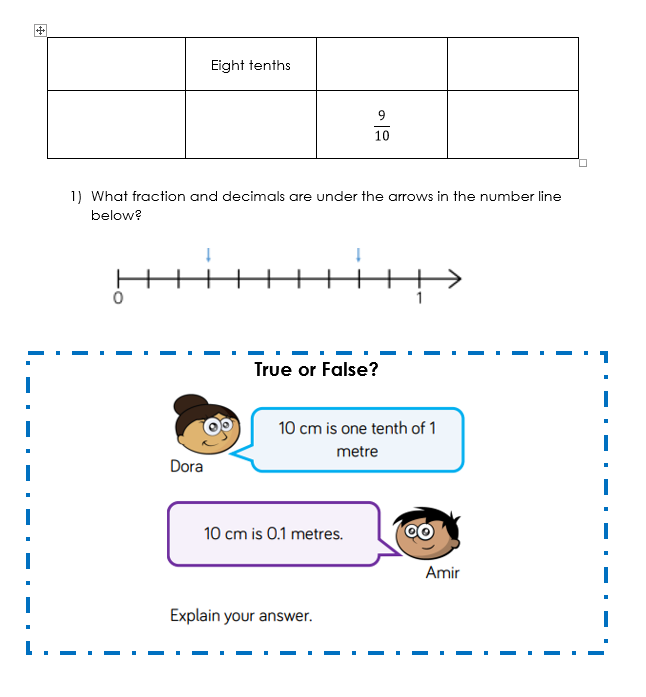 Eight tenths
9
10
1) What fraction and decimals are under the arrows in the number line
below?
0 1
True or False?
10 cm is one tenth of 1
metre
Dora
10 cm is 0.1 metres.
Amir
Explain your answer.